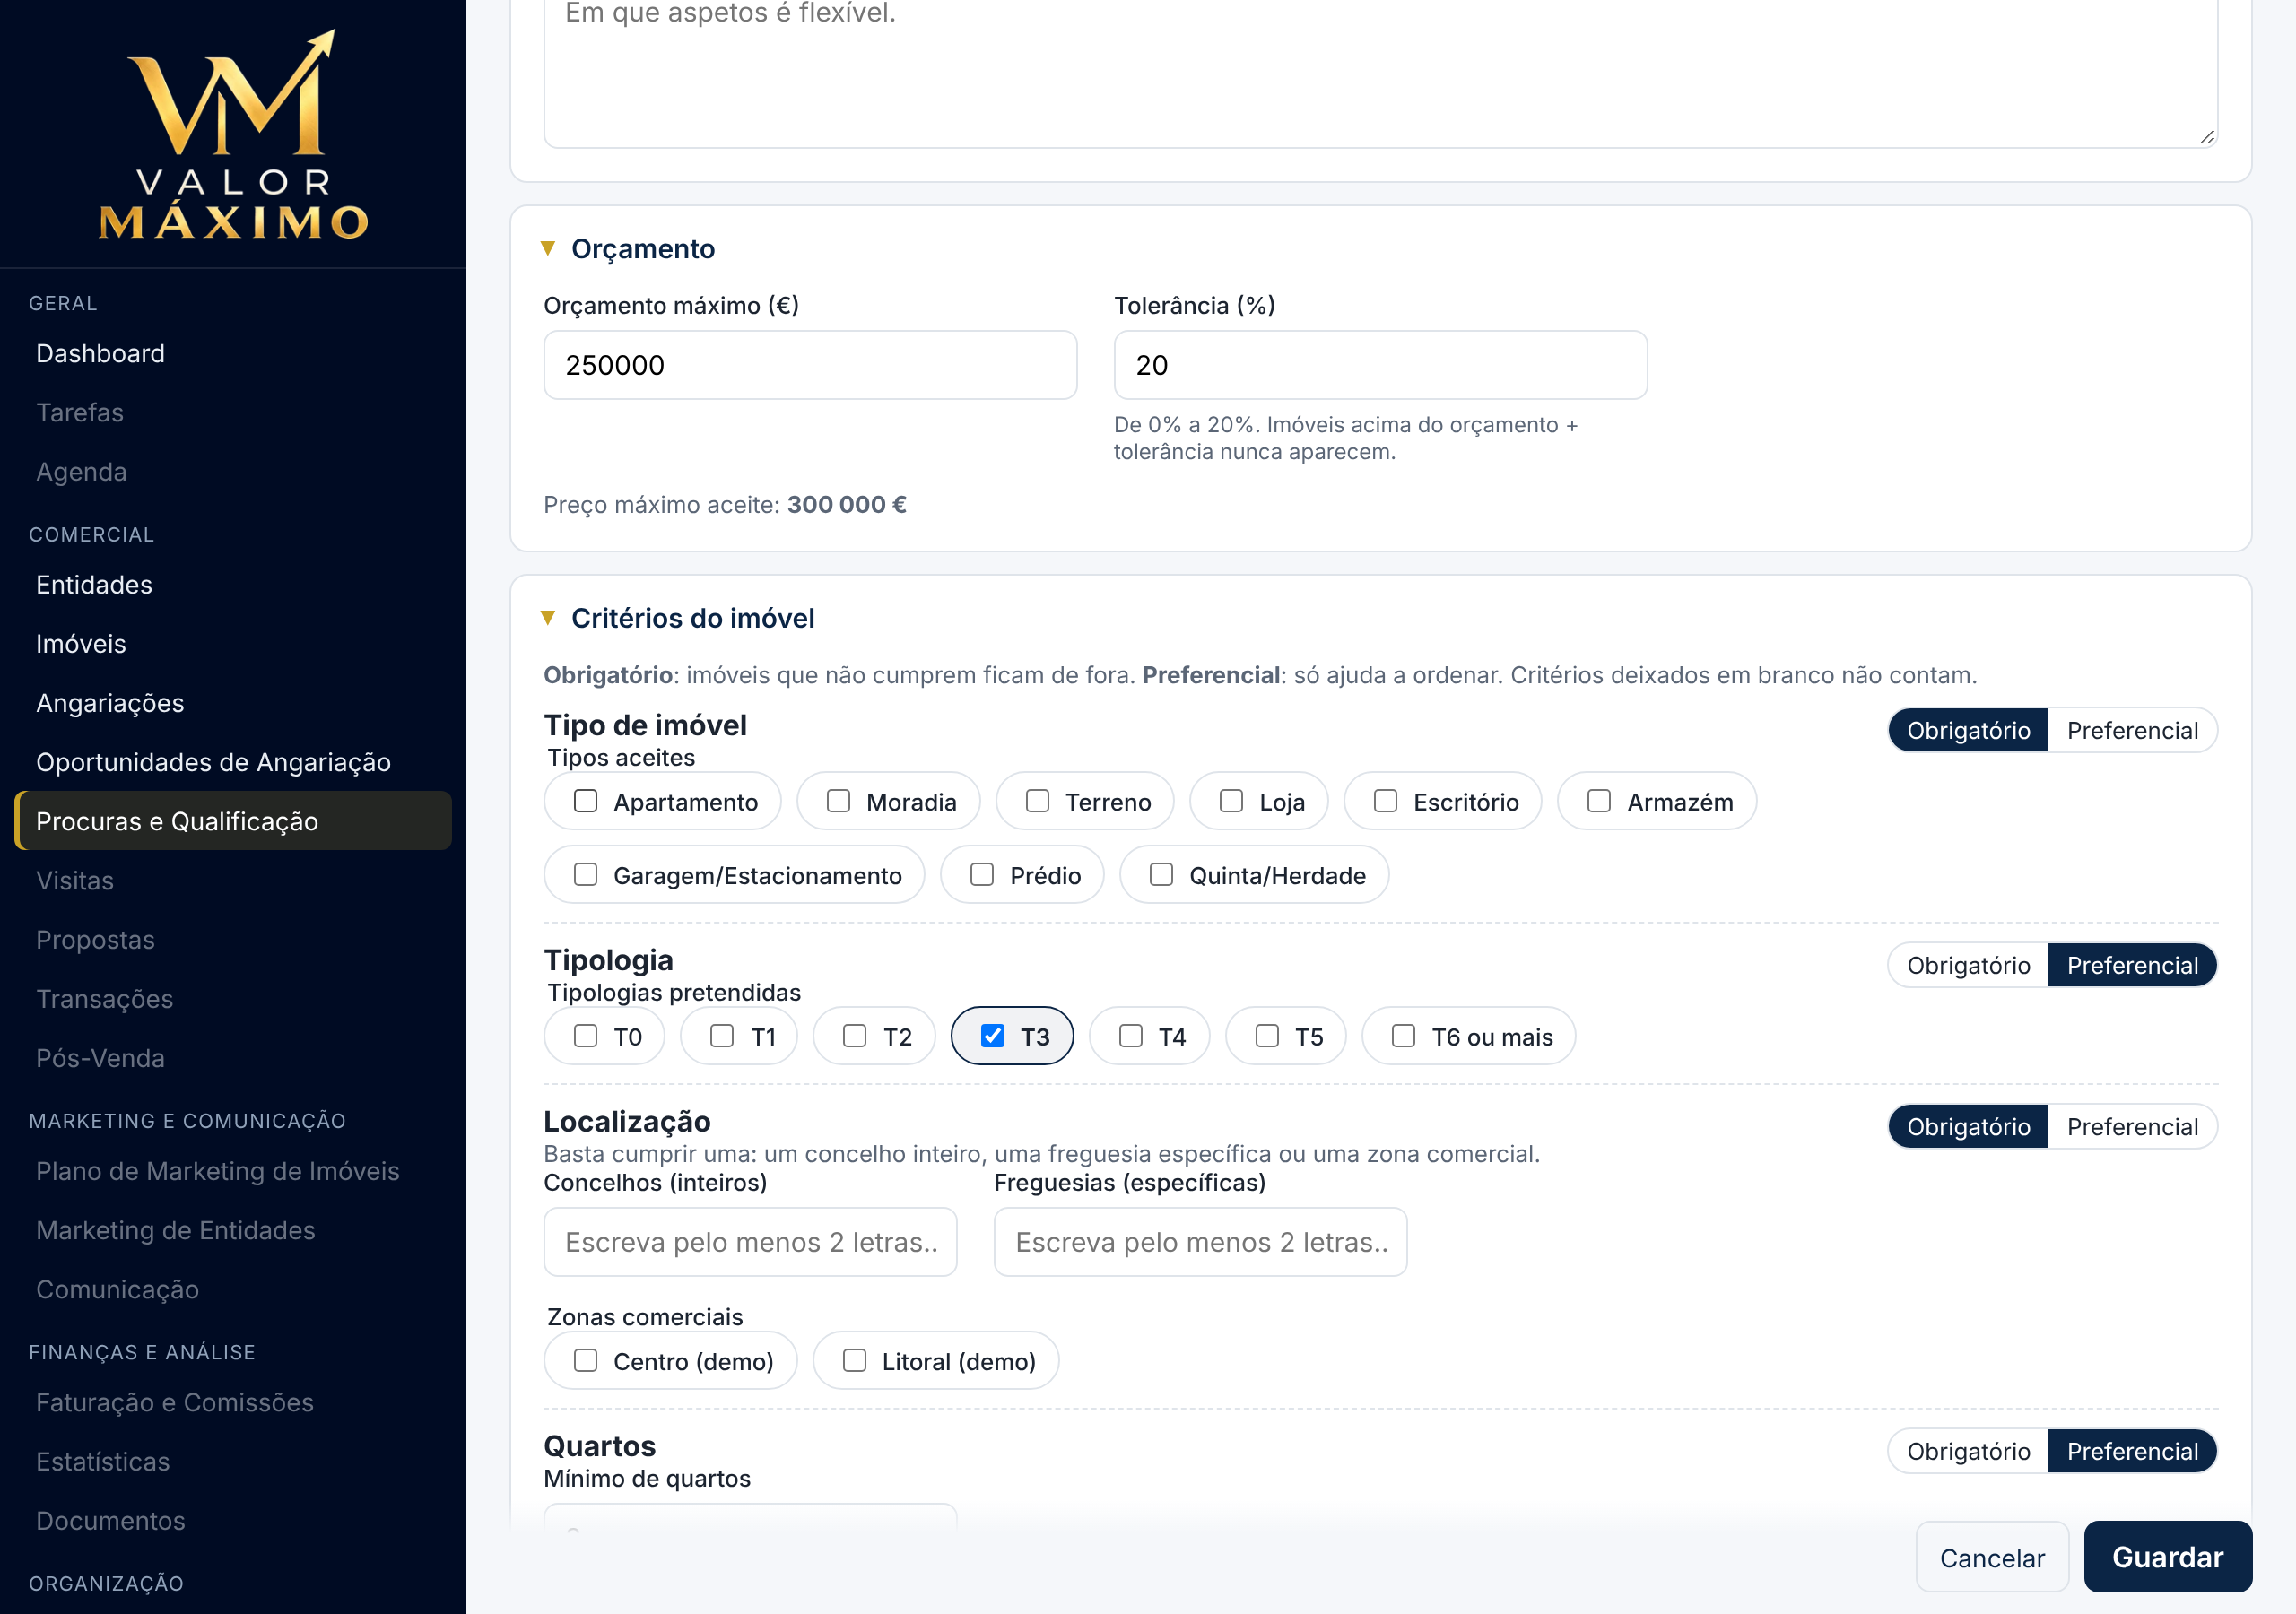 VM
VALOR
MÁXIMO
GERAL
Dashboard
Tarefas
Agenda
COMERCIAL
Entidades
Imóveis
Angariações
Oportunidades de Angariação
Procuras e Qualificação
Visitas
Propostas
Transações
Pós-Venda
MARKETING E COMUNICAÇÃO
Plano de Marketing de Imóveis
Marketing de Entidades
Comunicação
FINANÇAS E ANÁLISE
Faturação e Comissões
Estatísticas
Documentos
ORGANIZAÇÃO
Em que aspetos é flexível.
Orçamento
Orçamento máximo (€) Tolerância (%)
250000 20
De 0% a 20%. Imóveis acima do orçamento +
tolerância nunca aparecem.
Preço máximo aceite: 300 000 €
Critérios do imóvel
Obrigatório: imóveis que não cumprem ficam de fora. Preferencial: só ajuda a ordenar. Critérios deixados em branco não contam.
Tipo de imóvel Obrigatório Preferencial
Tipos aceites
Apartamento Moradia Terreno Loja Escritório Armazém
Garagem/Estacionamento Prédio Quinta/Herdade
Tipologia Obrigatório Preferencial
Tipologias pretendidas
T0 T1 T2 T3 T4 T5 T6 ou mais
Localização Obrigatório Preferencial
Basta cumprir uma: um concelho inteiro, uma freguesia específica ou uma zona comercial.
Concelhos (inteiros) Freguesias (específicas)
Escreva pelo menos 2 letras.. Escreva pelo menos 2 letras..
Zonas comerciais
Centro (demo) Litoral (demo)
Quartos Obrigatório Preferencial
Mínimo de quartos
Cancelar Guardar